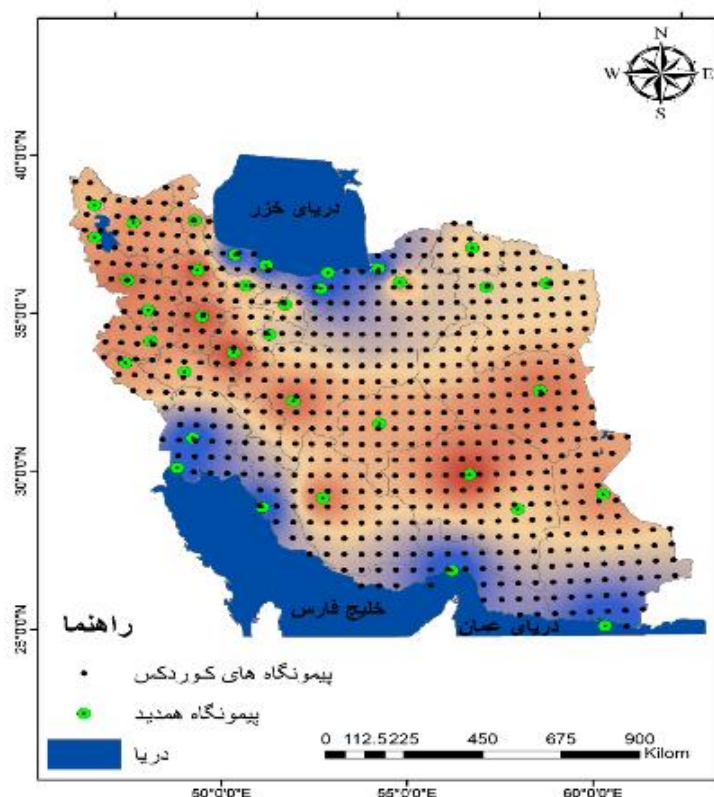 N
W E
S
40°0'0"N
35°0'0"N
30°0'0"N
25°0'0"N
دریای خزر
خلیج فارس
دریای عمان
راهنما
پیمونگاه های کوردکس
پیمونگاه همدید
دریا
0 112.5 225 450 675 900
Kilom
50°0'0"E 55°0'0"E 60°0'0"E